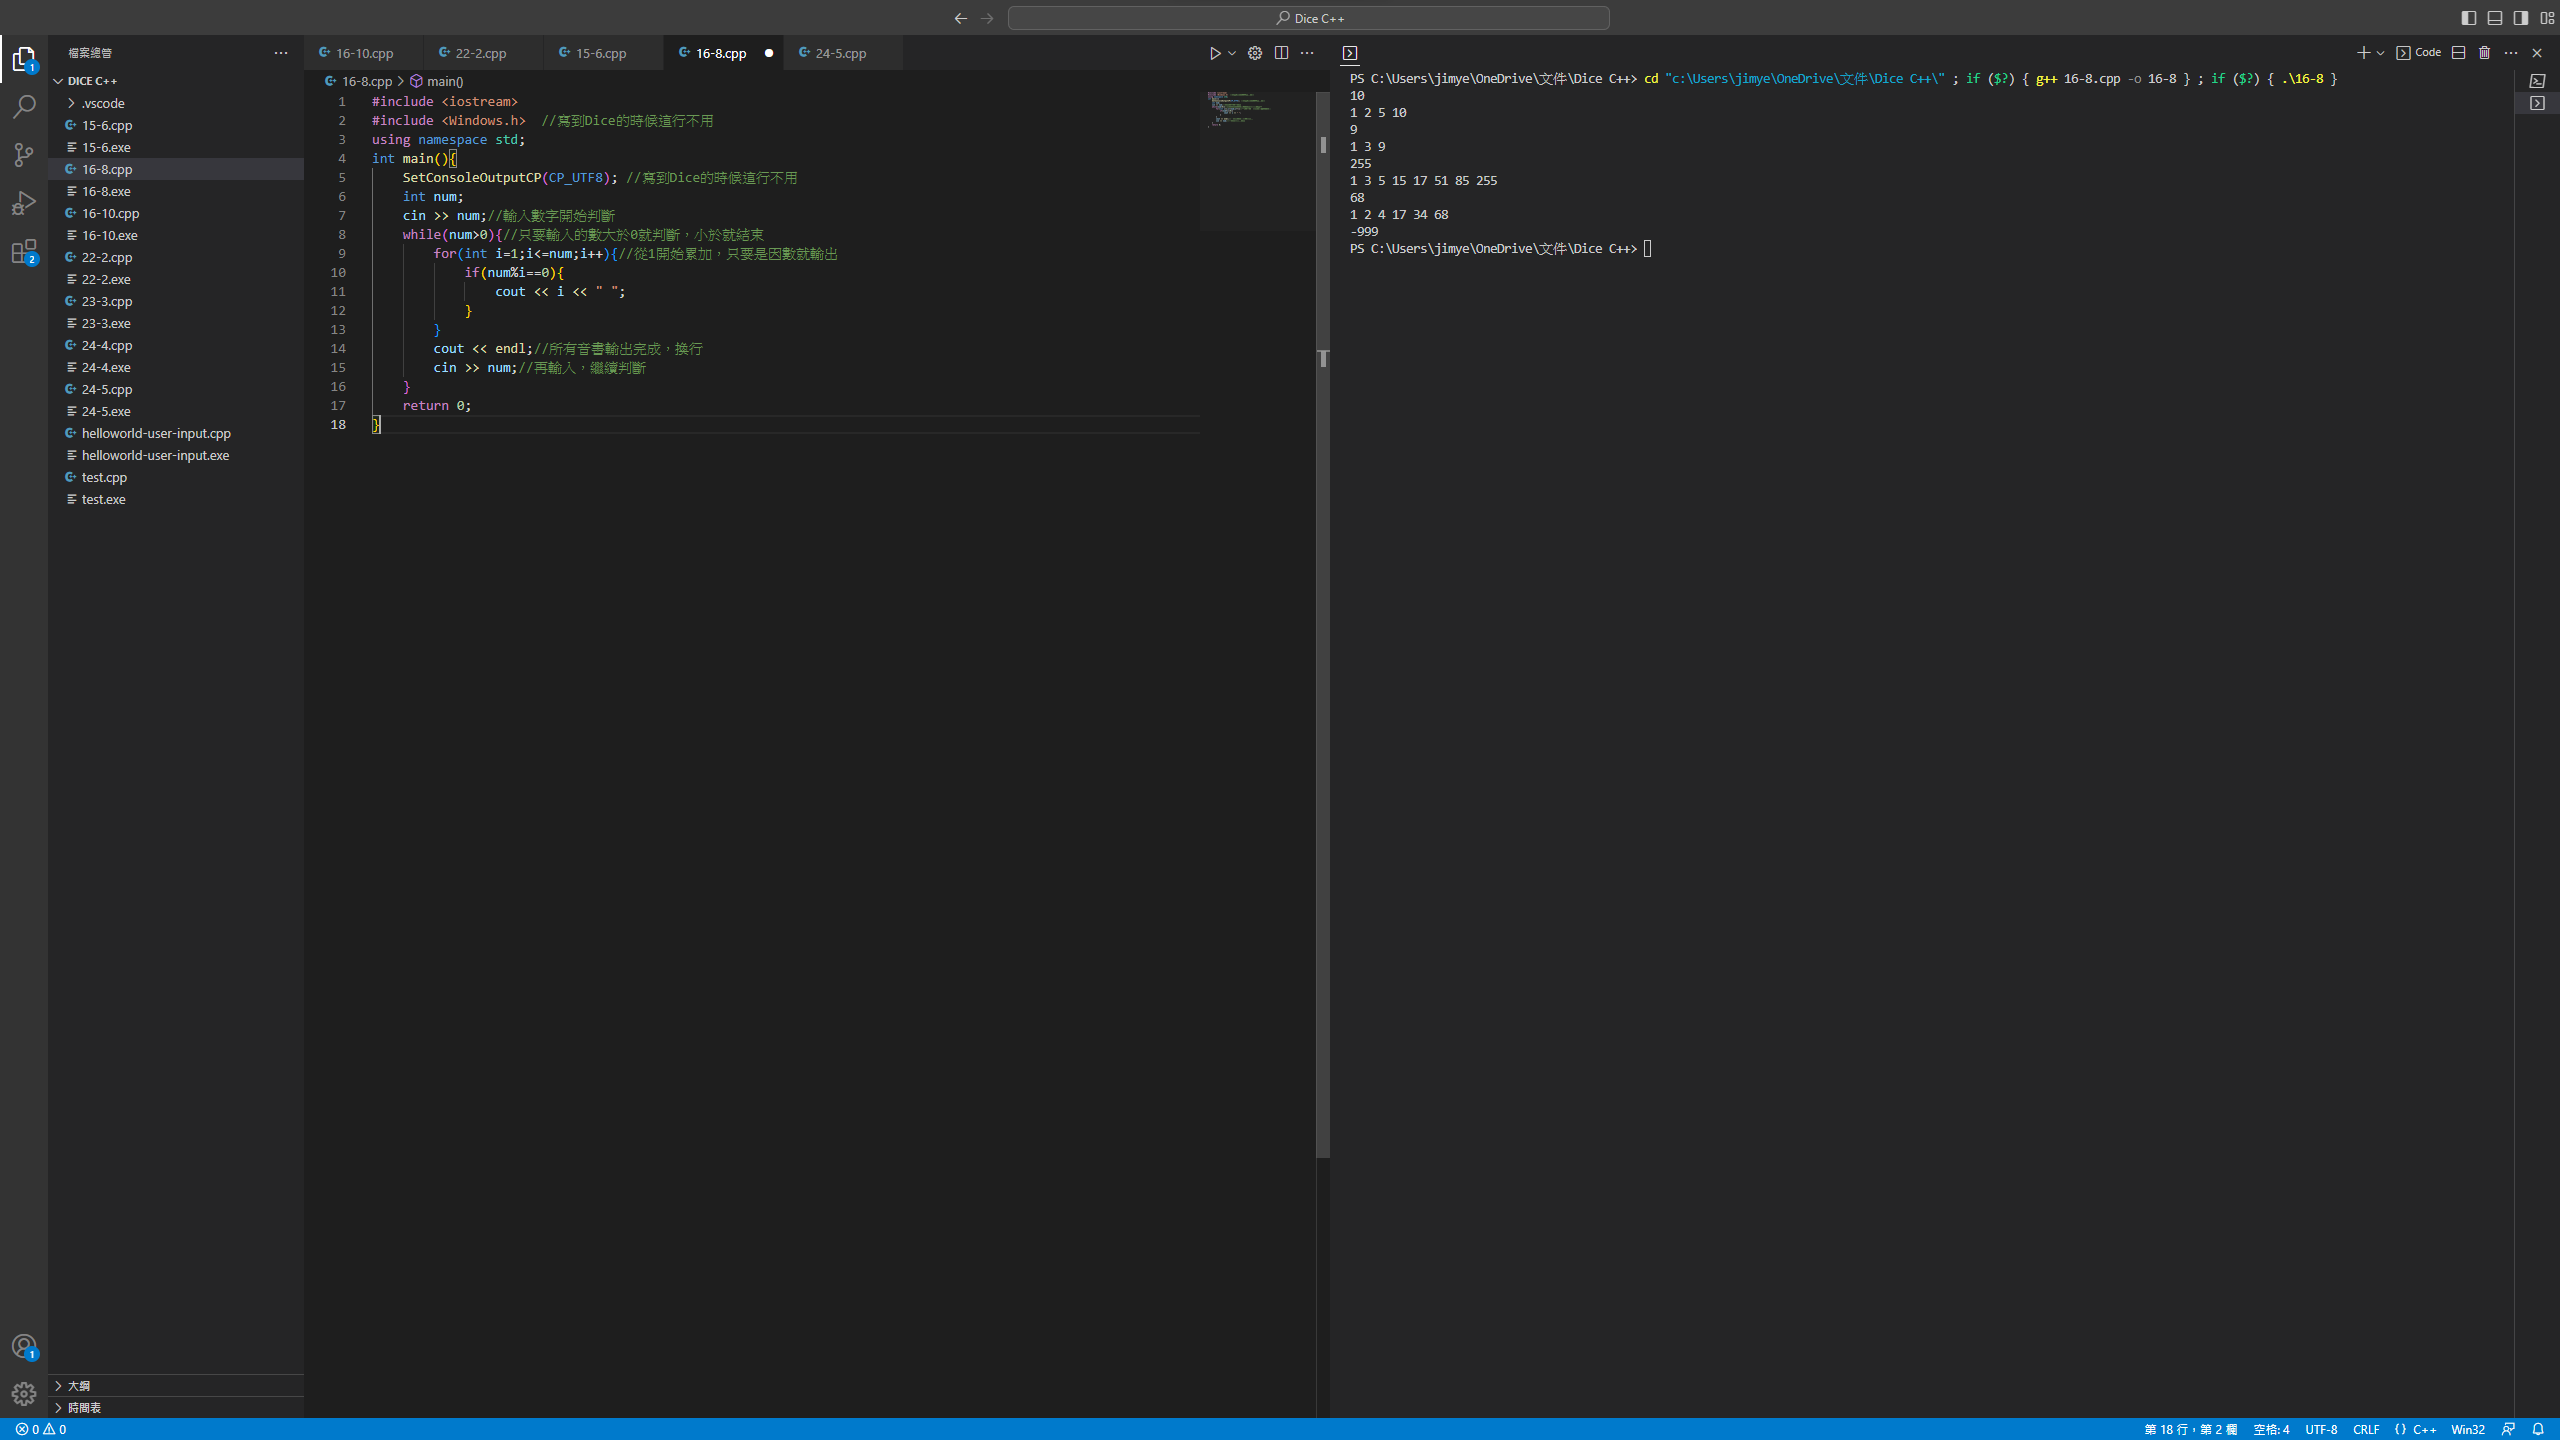 Dice C++
檔案總管
DICE C++
.vscode
15-6.cpp
15-6.exe
16-8.cpp
16-8.exe
16-10.cpp
16-10.exe
22-2.cpp
22-2.exe
23-3.cpp
23-3.exe
24-4.cpp
24-4.exe
24-5.cpp
24-5.exe
helloworld-user-input.cpp
helloworld-user-input.exe
test.cpp
test.exe
大綱
時間表
1
2
1
16-10.cpp 22-2.cpp 15-6.cpp 16-8.cpp 24-5.cpp
16-8.cpp > main()
1 #include <iostream>
2 #include <Windows.h>  //寫到Dice的時候這行不用
3 using namespace std;
4 int main(){
5     SetConsoleOutputCP(CP_UTF8); //寫到Dice的時候這行不用
6     int num;
7     cin >> num;//輸入數字開始判斷
8     while(num>0){//只要輸入的數大於0就判斷，小於就結束
9         for(int i=1;i<=num;i++){//從1開始累加，只要是因數就輸出
10             if(num%i==0){
11                 cout << i << " ";
12             }
13         }
14         cout << endl;//所有音書輸出完成，換行
15         cin >> num;//再輸入，繼續判斷
16     }
17     return 0;
18 }
Code
PS C:\Users\jimye\OneDrive\文件\Dice C++> cd "c:\Users\jimye\OneDrive\文件\Dice C++\" ; if ($?) { g++ 16-8.cpp -o 16-8 } ; if ($?) { .\16-8 }
10
1 2 5 10
9
1 3 9
255
1 3 5 15 17 51 85 255
68
1 2 4 17 34 68
-999
PS C:\Users\jimye\OneDrive\文件\Dice C++>
0 0
第 18 行，第 2 欄 空格: 4 UTF-8 CRLF {} C++ Win32